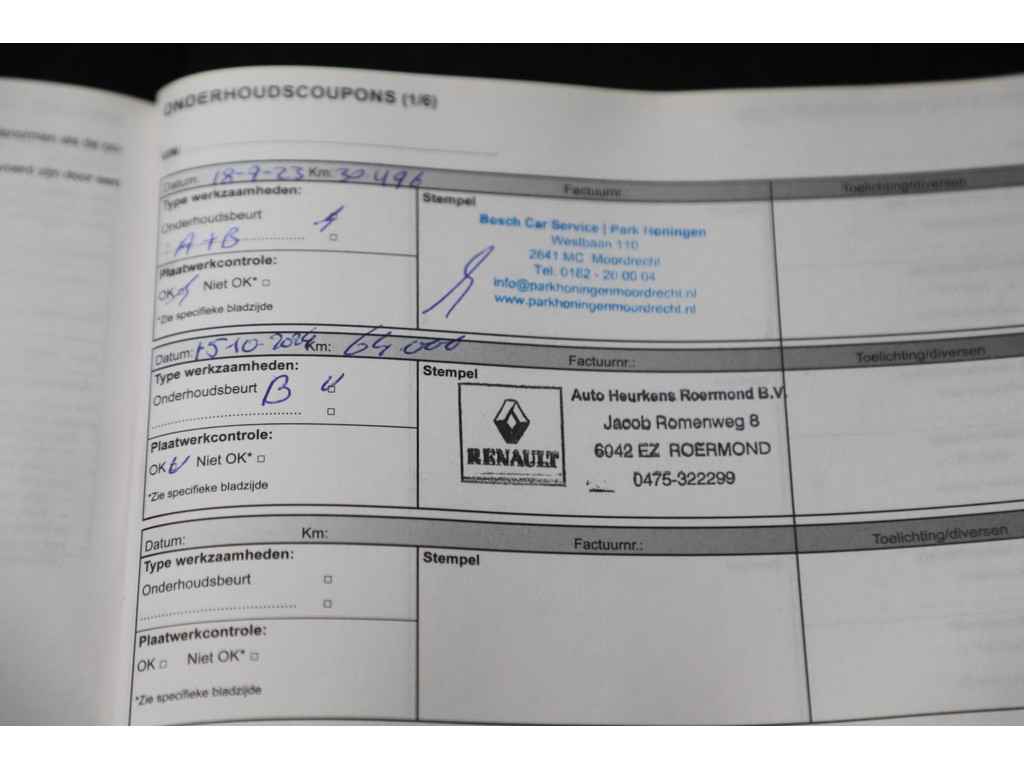 ONDERHOUDSCOUPONS (1/6)
Datum: 18-9-23 Km: 30.496 Factuurnr.: Toelichting/diversen
Type werkzaamheden:
Onderhoudsbeurt
A+B
Plaatwerkcontrole:
OK Niet OK*
*Zie specifieke bladzijde
Stempel
Bosch Car Service | Park Honingen
Westbaan 110
2841 MC Moordrecht
Tel. 0182 - 20 00 04
info@parkhoningenmoordrecht.nl
www.parkhoningenmoordrecht.nl
Datum: 15-10-2024 Km: 64.000 Factuurnr.: Toelichting/diversen
Type werkzaamheden:
Onderhoudsbeurt B
Plaatwerkcontrole:
OK Niet OK*
*Zie specifieke bladzijde
Stempel
RENAULT
Auto Heurkens Roermond B.V.
Jacob Romenweg 8
6042 EZ ROERMOND
0475-322299
Datum: Km: Factuurnr.: Toelichting/diversen
Type werkzaamheden:
Onderhoudsbeurt
Plaatwerkcontrole:
OK Niet OK*
*Zie specifieke bladzijde
Stempel